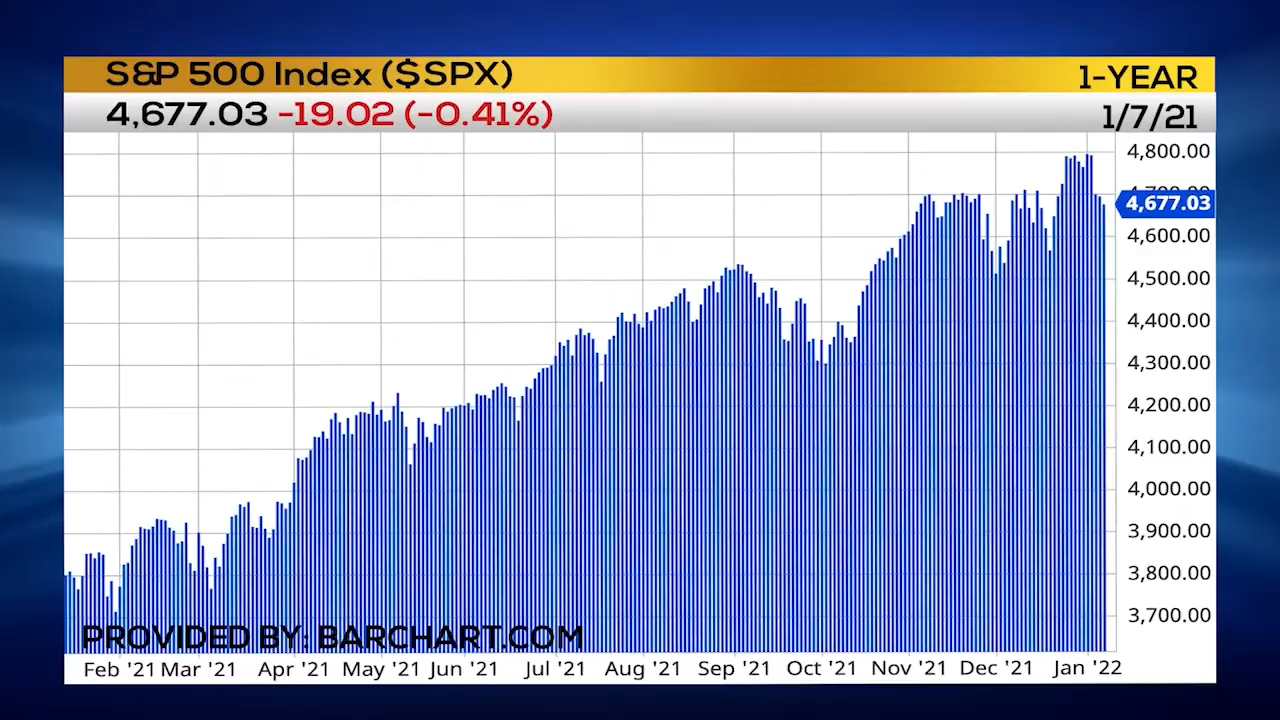 S&P 500 Index ($SPX)
1-YEAR
4,677.03 -19.02 (-0.41%)
1/7/21
4,800.00
4,700.00
4,677.03
4,600.00
4,500.00
4,400.00
4,300.00
4,200.00
4,100.00
4,000.00
3,900.00
3,800.00
3,700.00
PROVIDED BY: BARCHART.COM
Feb '21 Mar '21 Apr '21 May '21 Jun '21 Jul '21 Aug '21 Sep '21 Oct '21 Nov '21 Dec '21 Jan '22